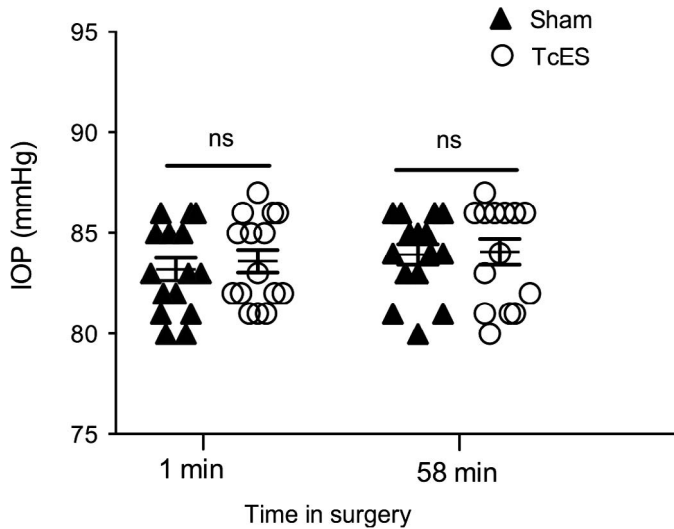 Sham
TcES
95
90
85
80
75
IOP (mmHg)
ns
ns
1 min
58 min
Time in surgery